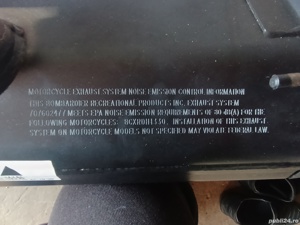 MOTORCYCLE EXHAUST SYSTEM NOISE EMISSION CONTROL INFORMATION
THIS BOMBARDIER RECREATIONAL PRODUCTS INC. EXHAUST SYSTEM
MEETS EPA NOISE EMISSION REQUIREMENTS OF 80 dB(A) FOR THE
FOLLOWING MOTORCYCLES: INSTALLATION OF THIS EXHAUST
SYSTEM ON MOTORCYCLE MODELS NOT SPECIFIED MAY VIOLATE FEDERAL LAW.
publi24.ro